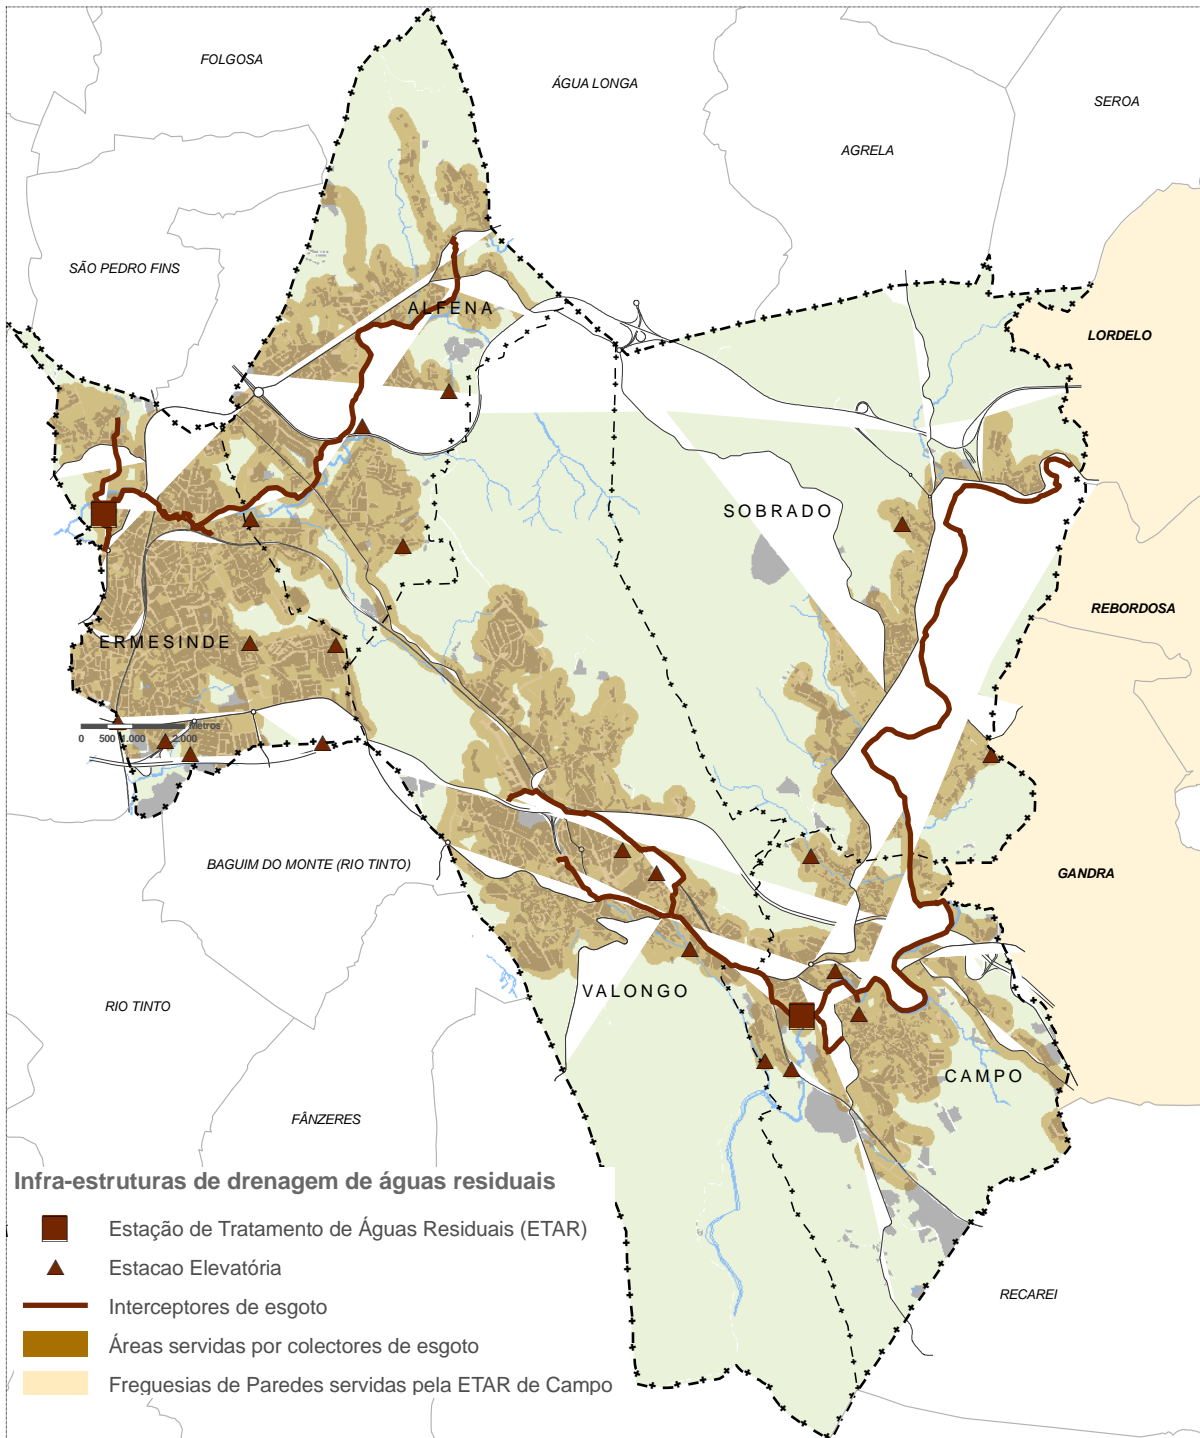 FOLGOSA
ÁGUA LONGA
SEROA
AGRELA
SÃO PEDRO FINS
ALFENA
LORDELO
SOBRADO
REBORDOSA
ERMESINDE
Metros
0 500 1.000 2.000
BAGUIM DO MONTE (RIO TINTO)
GANDRA
VALONGO
RIO TINTO
CAMPO
FÂNZERES
Infra-estruturas de drenagem de águas residuais
Estação de Tratamento de Águas Residuais (ETAR)
Estacao Elevatória
Interceptores de esgoto
RECAREI
Áreas servidas por colectores de esgoto
Freguesias de Paredes servidas pela ETAR de Campo